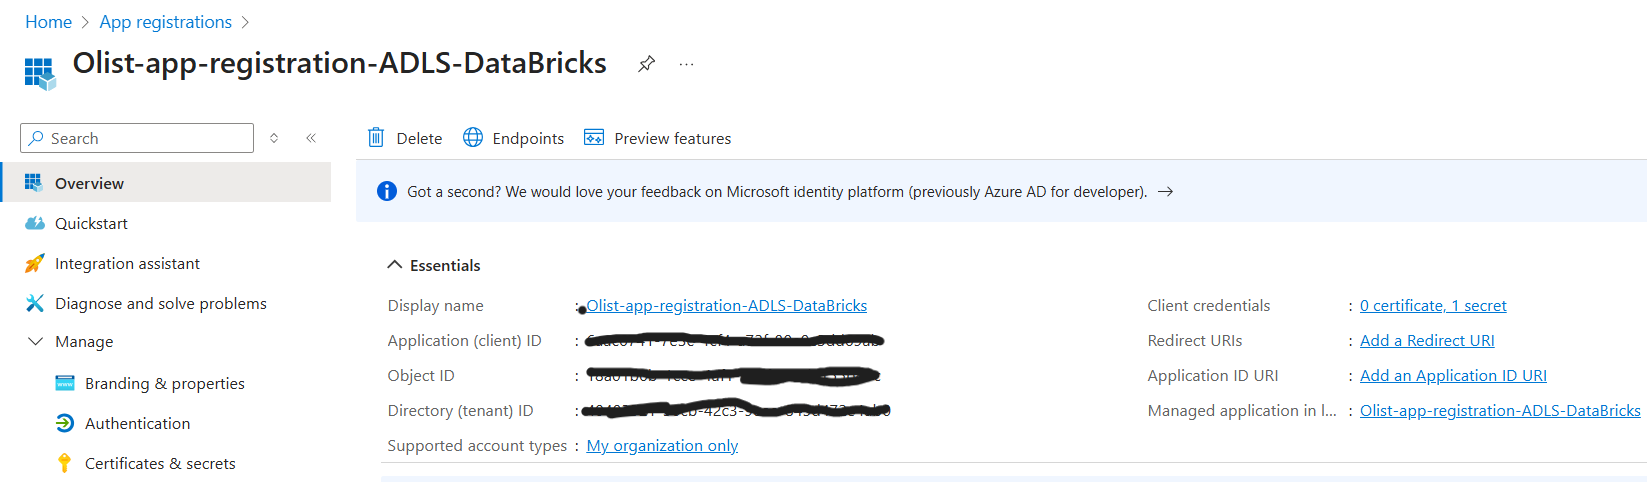 Home > App registrations >
Olist-app-registration-ADLS-DataBricks ...
Search
Overview
Quickstart
Integration assistant
Diagnose and solve problems
Manage
Branding & properties
Authentication
Certificates & secrets
Delete Endpoints Preview features
Got a second? We would love your feedback on Microsoft identity platform (previously Azure AD for developer). →
Essentials
Display name : Olist-app-registration-ADLS-DataBricks
Application (client) ID :
Object ID :
Directory (tenant) ID :
Supported account types : My organization only
Client credentials : 0 certificate, 1 secret
Redirect URIs : Add a Redirect URI
Application ID URI : Add an Application ID URI
Managed application in l... : Olist-app-registration-ADLS-DataBricks